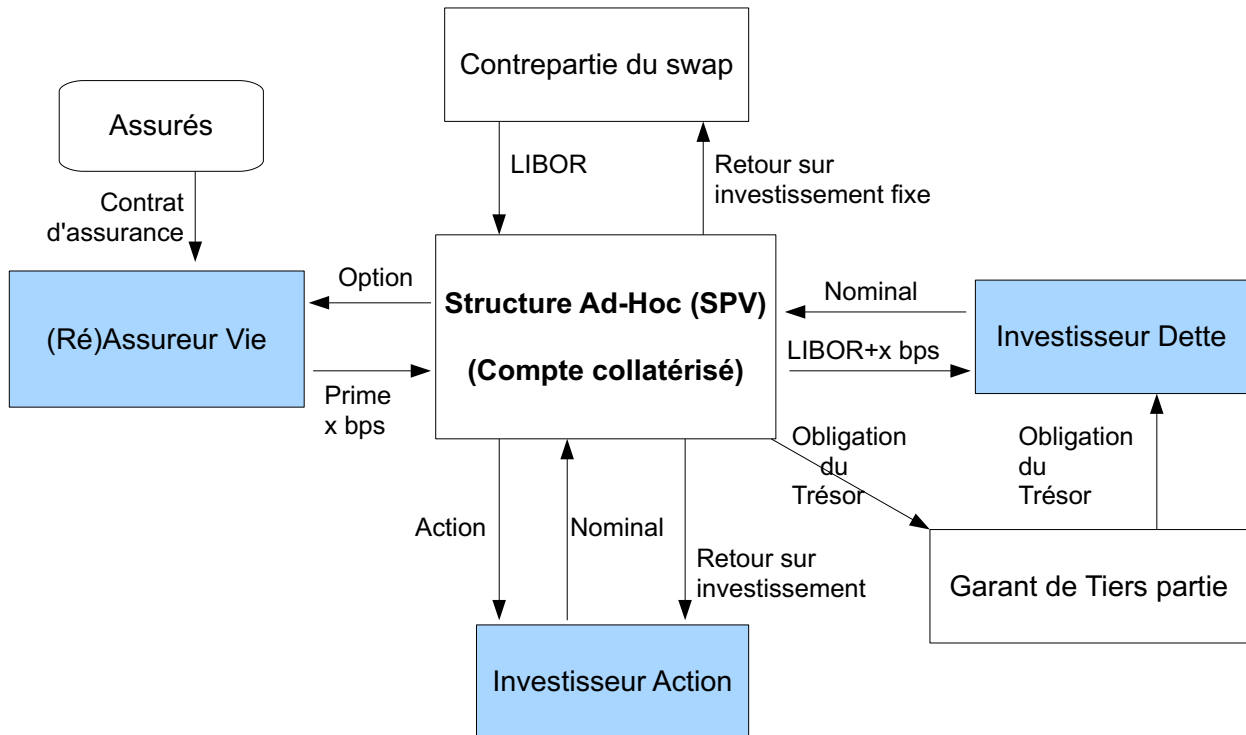 Contrepartie du swap
Assurés
LIBOR
Retour sur
investissement fixe
Contrat
d'assurance
Option
Structure Ad-Hoc (SPV)
(Compte collatérisé)
Nominal
(Ré)Assureur Vie
Investisseur Dette
LIBOR+x bps
Prime
x bps
Obligation
du
Trésor
Obligation
du
Trésor
Action
Nominal
Retour sur
investissement
Garant de Tiers partie
Investisseur Action